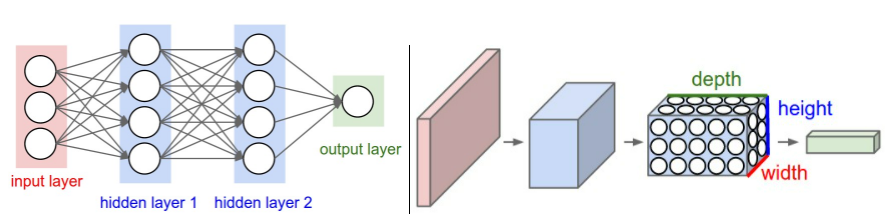 input layer
hidden layer 1
hidden layer 2
output layer
depth
height
width